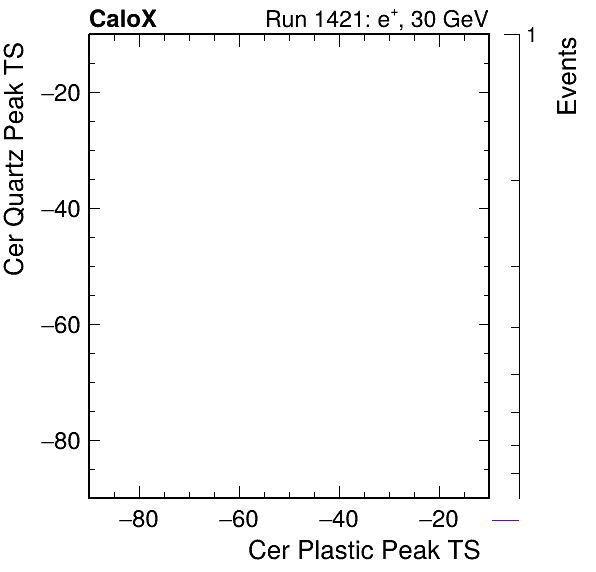 CaloX Run 1421: e⁺, 30 GeV
Cer Quartz Peak TS
−20
−40
−60
−80
−80 −60 −40 −20
Cer Plastic Peak TS
1
Events